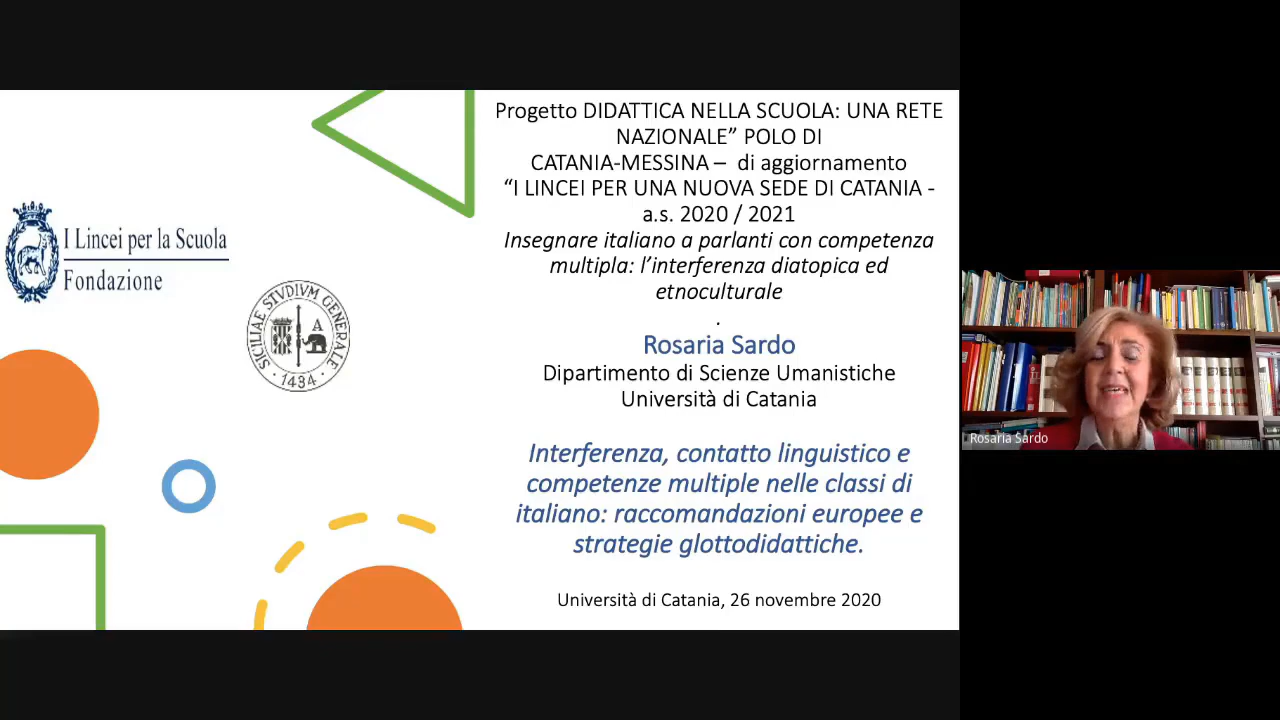 Progetto DIDATTICA NELLA SCUOLA: UNA RETE
NAZIONALE” POLO DI
CATANIA-MESSINA – di aggiornamento
“I LINCEI PER UNA NUOVA SEDE DI CATANIA -
a.s. 2020 / 2021
Insegnare italiano a parlanti con competenza
multipla: l’interferenza diatopica ed
etnoculturale
.
Rosaria Sardo
Dipartimento di Scienze Umanistiche
Università di Catania
Interferenza, contatto linguistico e
competenze multiple nelle classi di
italiano: raccomandazioni europee e
strategie glottodidattiche.
Università di Catania, 26 novembre 2020
I Lincei per la Scuola
Fondazione
SICILIAE STVDIVM GENERALE
A
1434
Rosaria Sardo